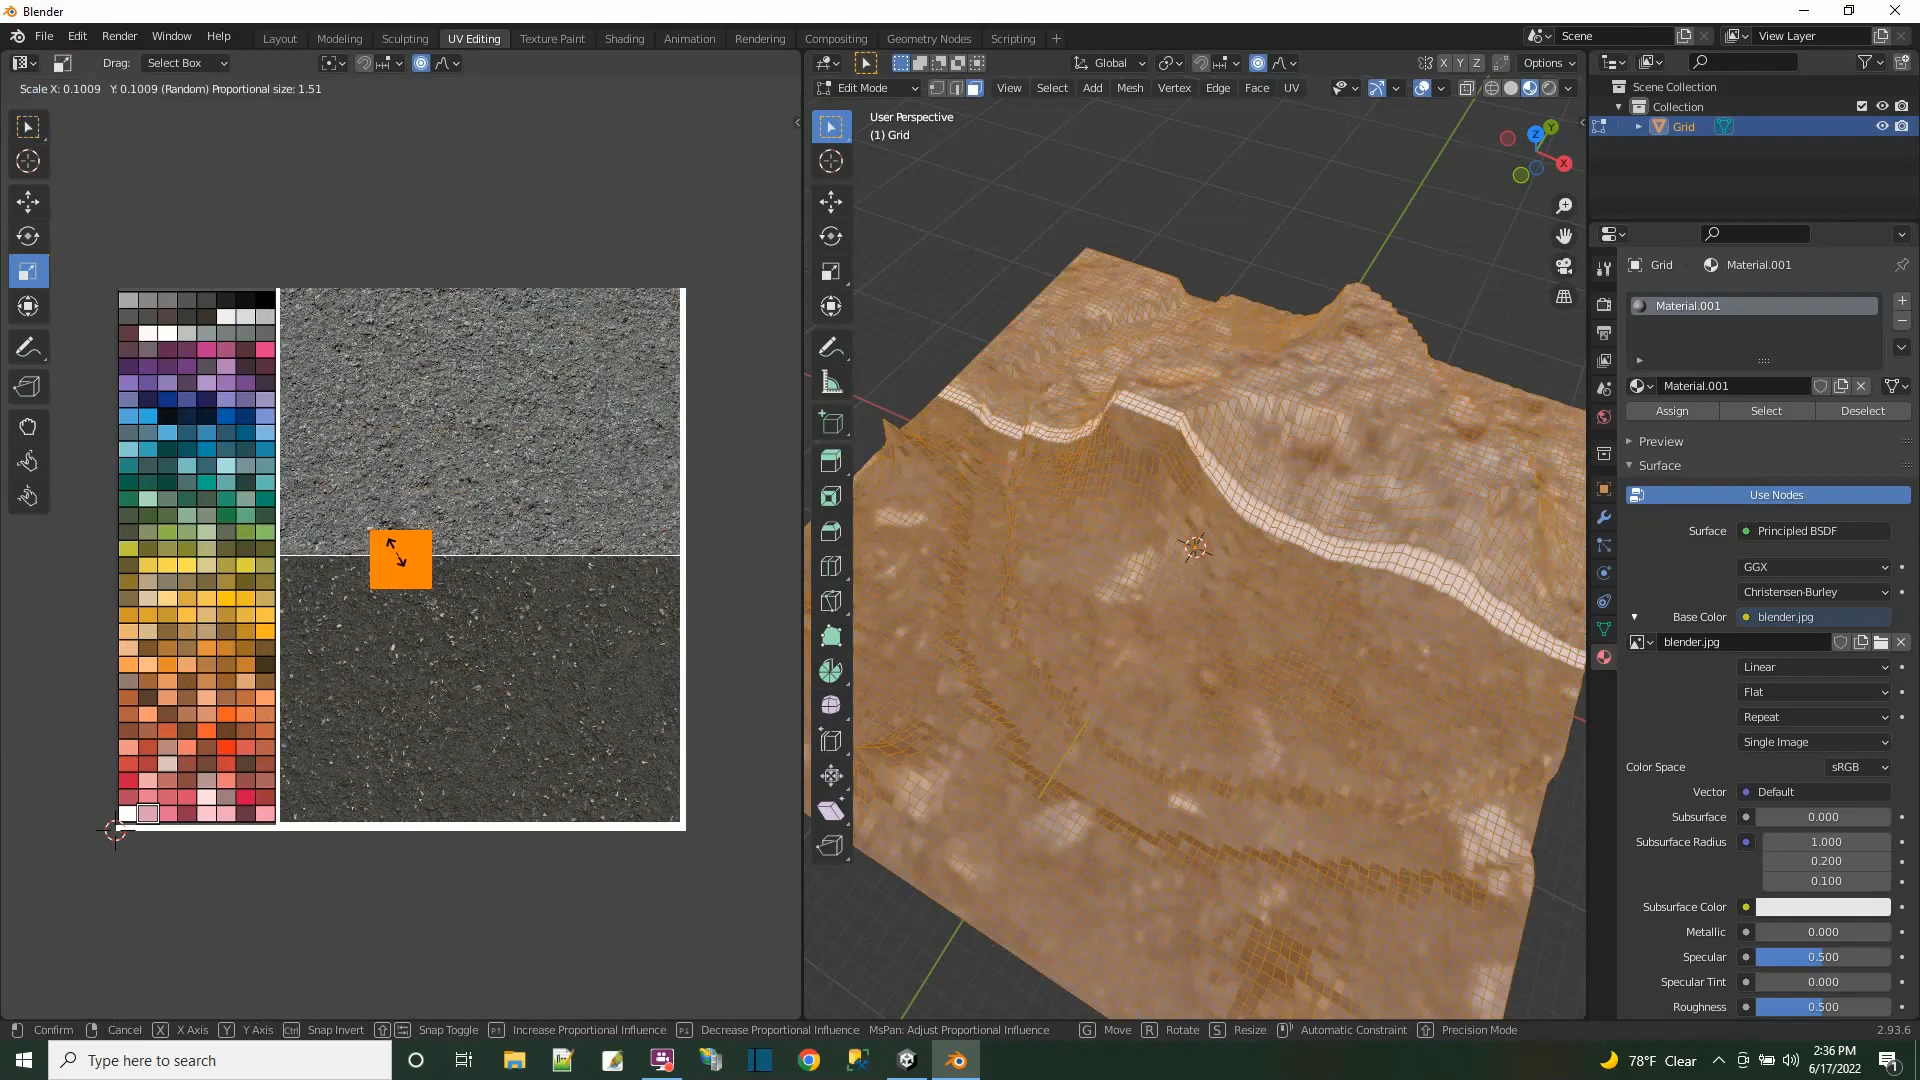 Blender
File Edit Render Window Help
Layout Modeling Sculpting UV Editing Texture Paint Shading Animation Rendering Compositing Geometry Nodes Scripting +
Scene View Layer
Drag: Select Box
Global X Y Z Options
Scale X: 0.1009 Y: 0.1009 (Random) Proportional size: 1.51
Edit Mode View Select Add Mesh Vertex Edge Face UV
User Perspective
(1) Grid
Z Y X
Scene Collection
Collection
Grid
Grid Material.001
Material.001
Material.001
Assign Select Deselect
Preview
Surface
Use Nodes
Surface Principled BSDF
GGX
Christensen-Burley
Base Color blender.jpg
blender.jpg
Linear
Flat
Repeat
Single Image
Color Space sRGB
Vector Default
Subsurface 0.000
Subsurface Radius 1.000
0.200
0.100
Subsurface Color
Metallic 0.000
Specular 0.500
Specular Tint 0.000
Roughness 0.500
Confirm Cancel X X Axis Y Y Axis Ctrl Snap Invert Snap Toggle Increase Proportional Influence Decrease Proportional Influence MsPan: Adjust Proportional Influence G Move R Rotate S Resize Automatic Constraint Precision Mode 2.93.6
Type here to search
78°F Clear
2:36 PM
6/17/2022
1